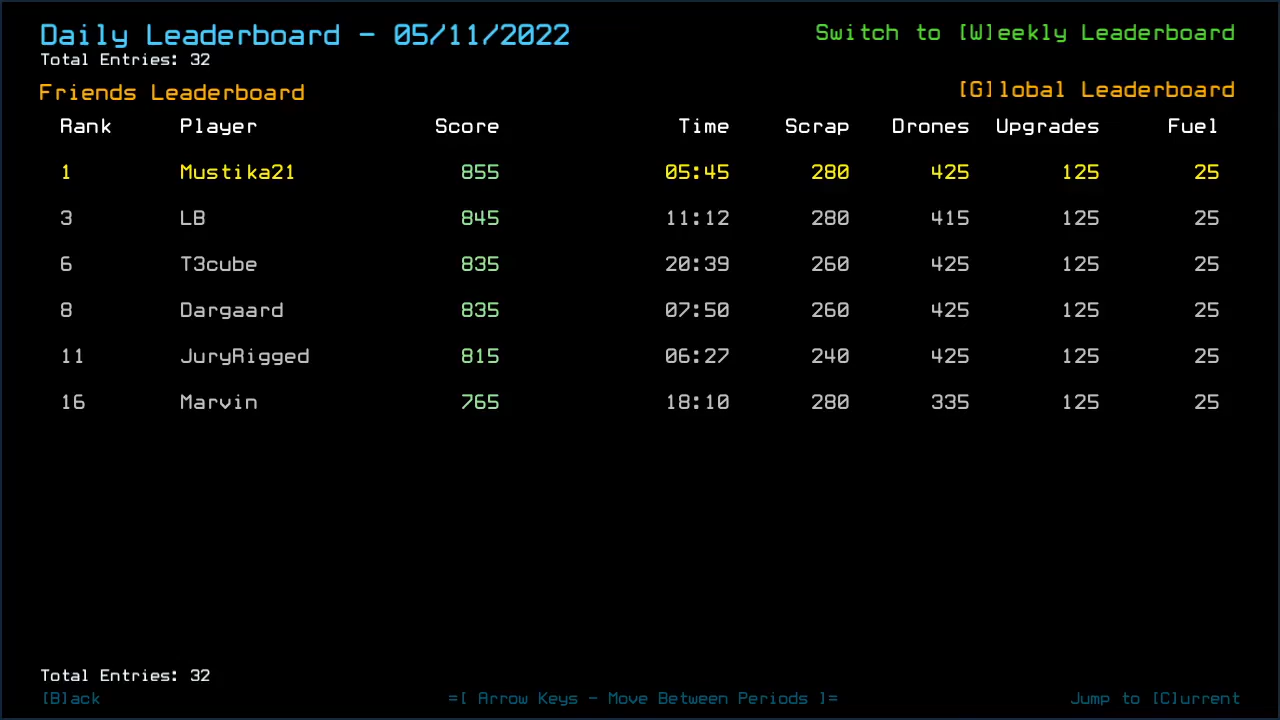 Daily Leaderboard - 05/11/2022 Switch to [W]eekly Leaderboard
Total Entries: 32
Friends Leaderboard [G]lobal Leaderboard
Rank Player Score Time Scrap Drones Upgrades Fuel
1 Mustika21 855 05:45 280 425 125 25
3 LB 845 11:12 280 415 125 25
6 T3cube 835 20:39 260 425 125 25
8 Dargaard 835 07:50 260 425 125 25
11 JuryRigged 815 06:27 240 425 125 25
16 Marvin 765 18:10 280 335 125 25
Total Entries: 32
[B]ack =[ Arrow Keys - Move Between Periods ]= Jump to [C]urrent